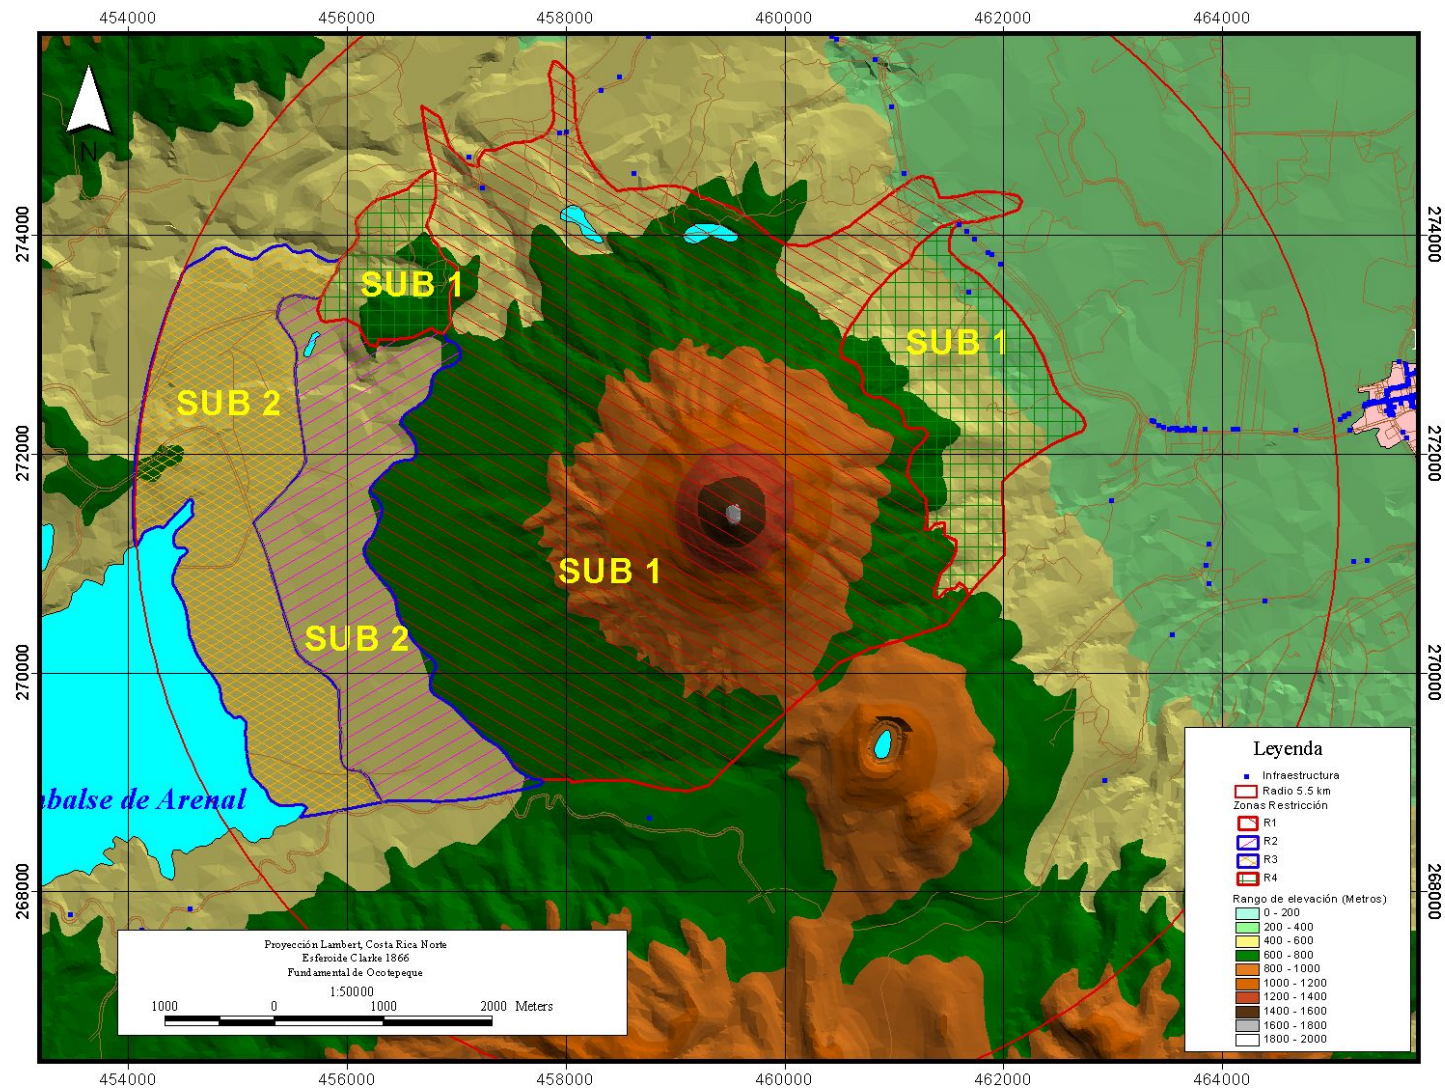 454000 456000 458000 460000 462000 464000
N
274000 274000
SUB 1
SUB 1
SUB 2
272000 272000
SUB 1
SUB 2
270000 270000
balse de Arenal
268000 268000
Leyenda
Infraestructura
Radio 5.5 km
Zonas Restricción
R1
R2
R3
R4
Rango de elevación (Metros)
0 - 200
200 - 400
400 - 600
600 - 800
800 - 1000
1000 - 1200
1200 - 1400
1400 - 1600
1600 - 1800
1800 - 2000
Proyección Lambert, Costa Rica Norte
Esferoide Clarke 1866
Fundamental de Ocotepeque
1:50000
1000 0 1000 2000 Meters
454000 456000 458000 460000 462000 464000